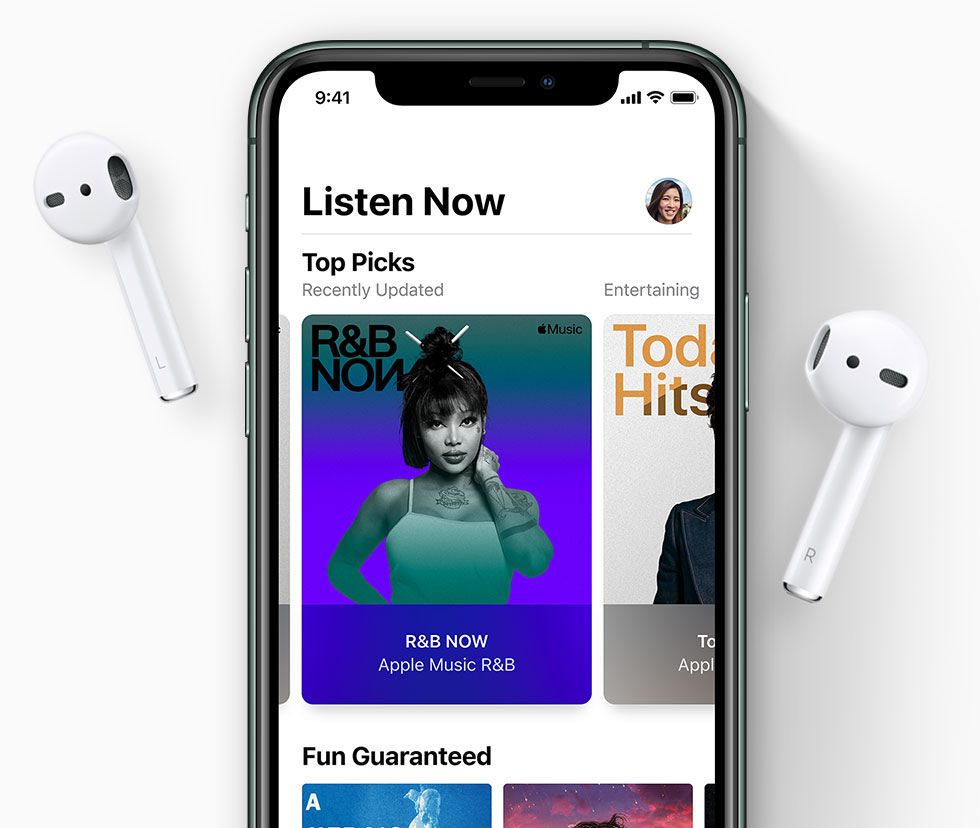 9:41
Listen Now
Top Picks
Recently Updated
Entertaining
R&B
NOW
Music
Toda
Hits
R&B NOW
Apple Music R&B
To
Appl
Fun Guaranteed
A
L
R